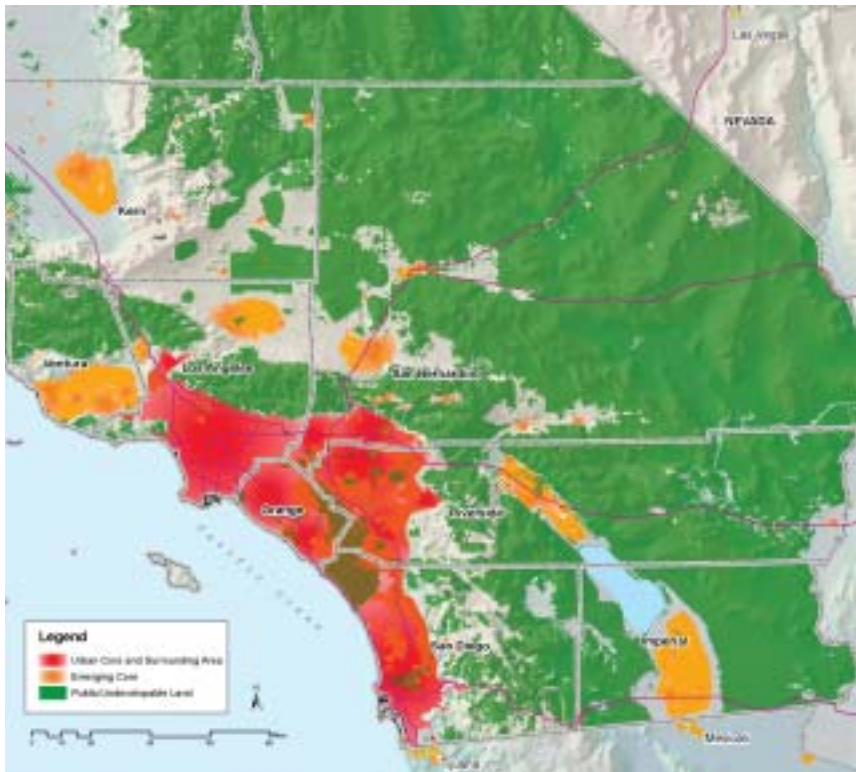 Las Vegas
NEVADA
Kern
Ventura
Los Angeles
San Bernardino
Orange
Riverside
San Diego
Imperial
Mexico
Tijuana
Legend
Urban Core and Surrounding Area
Emerging Core
Public/Undevelopable Land